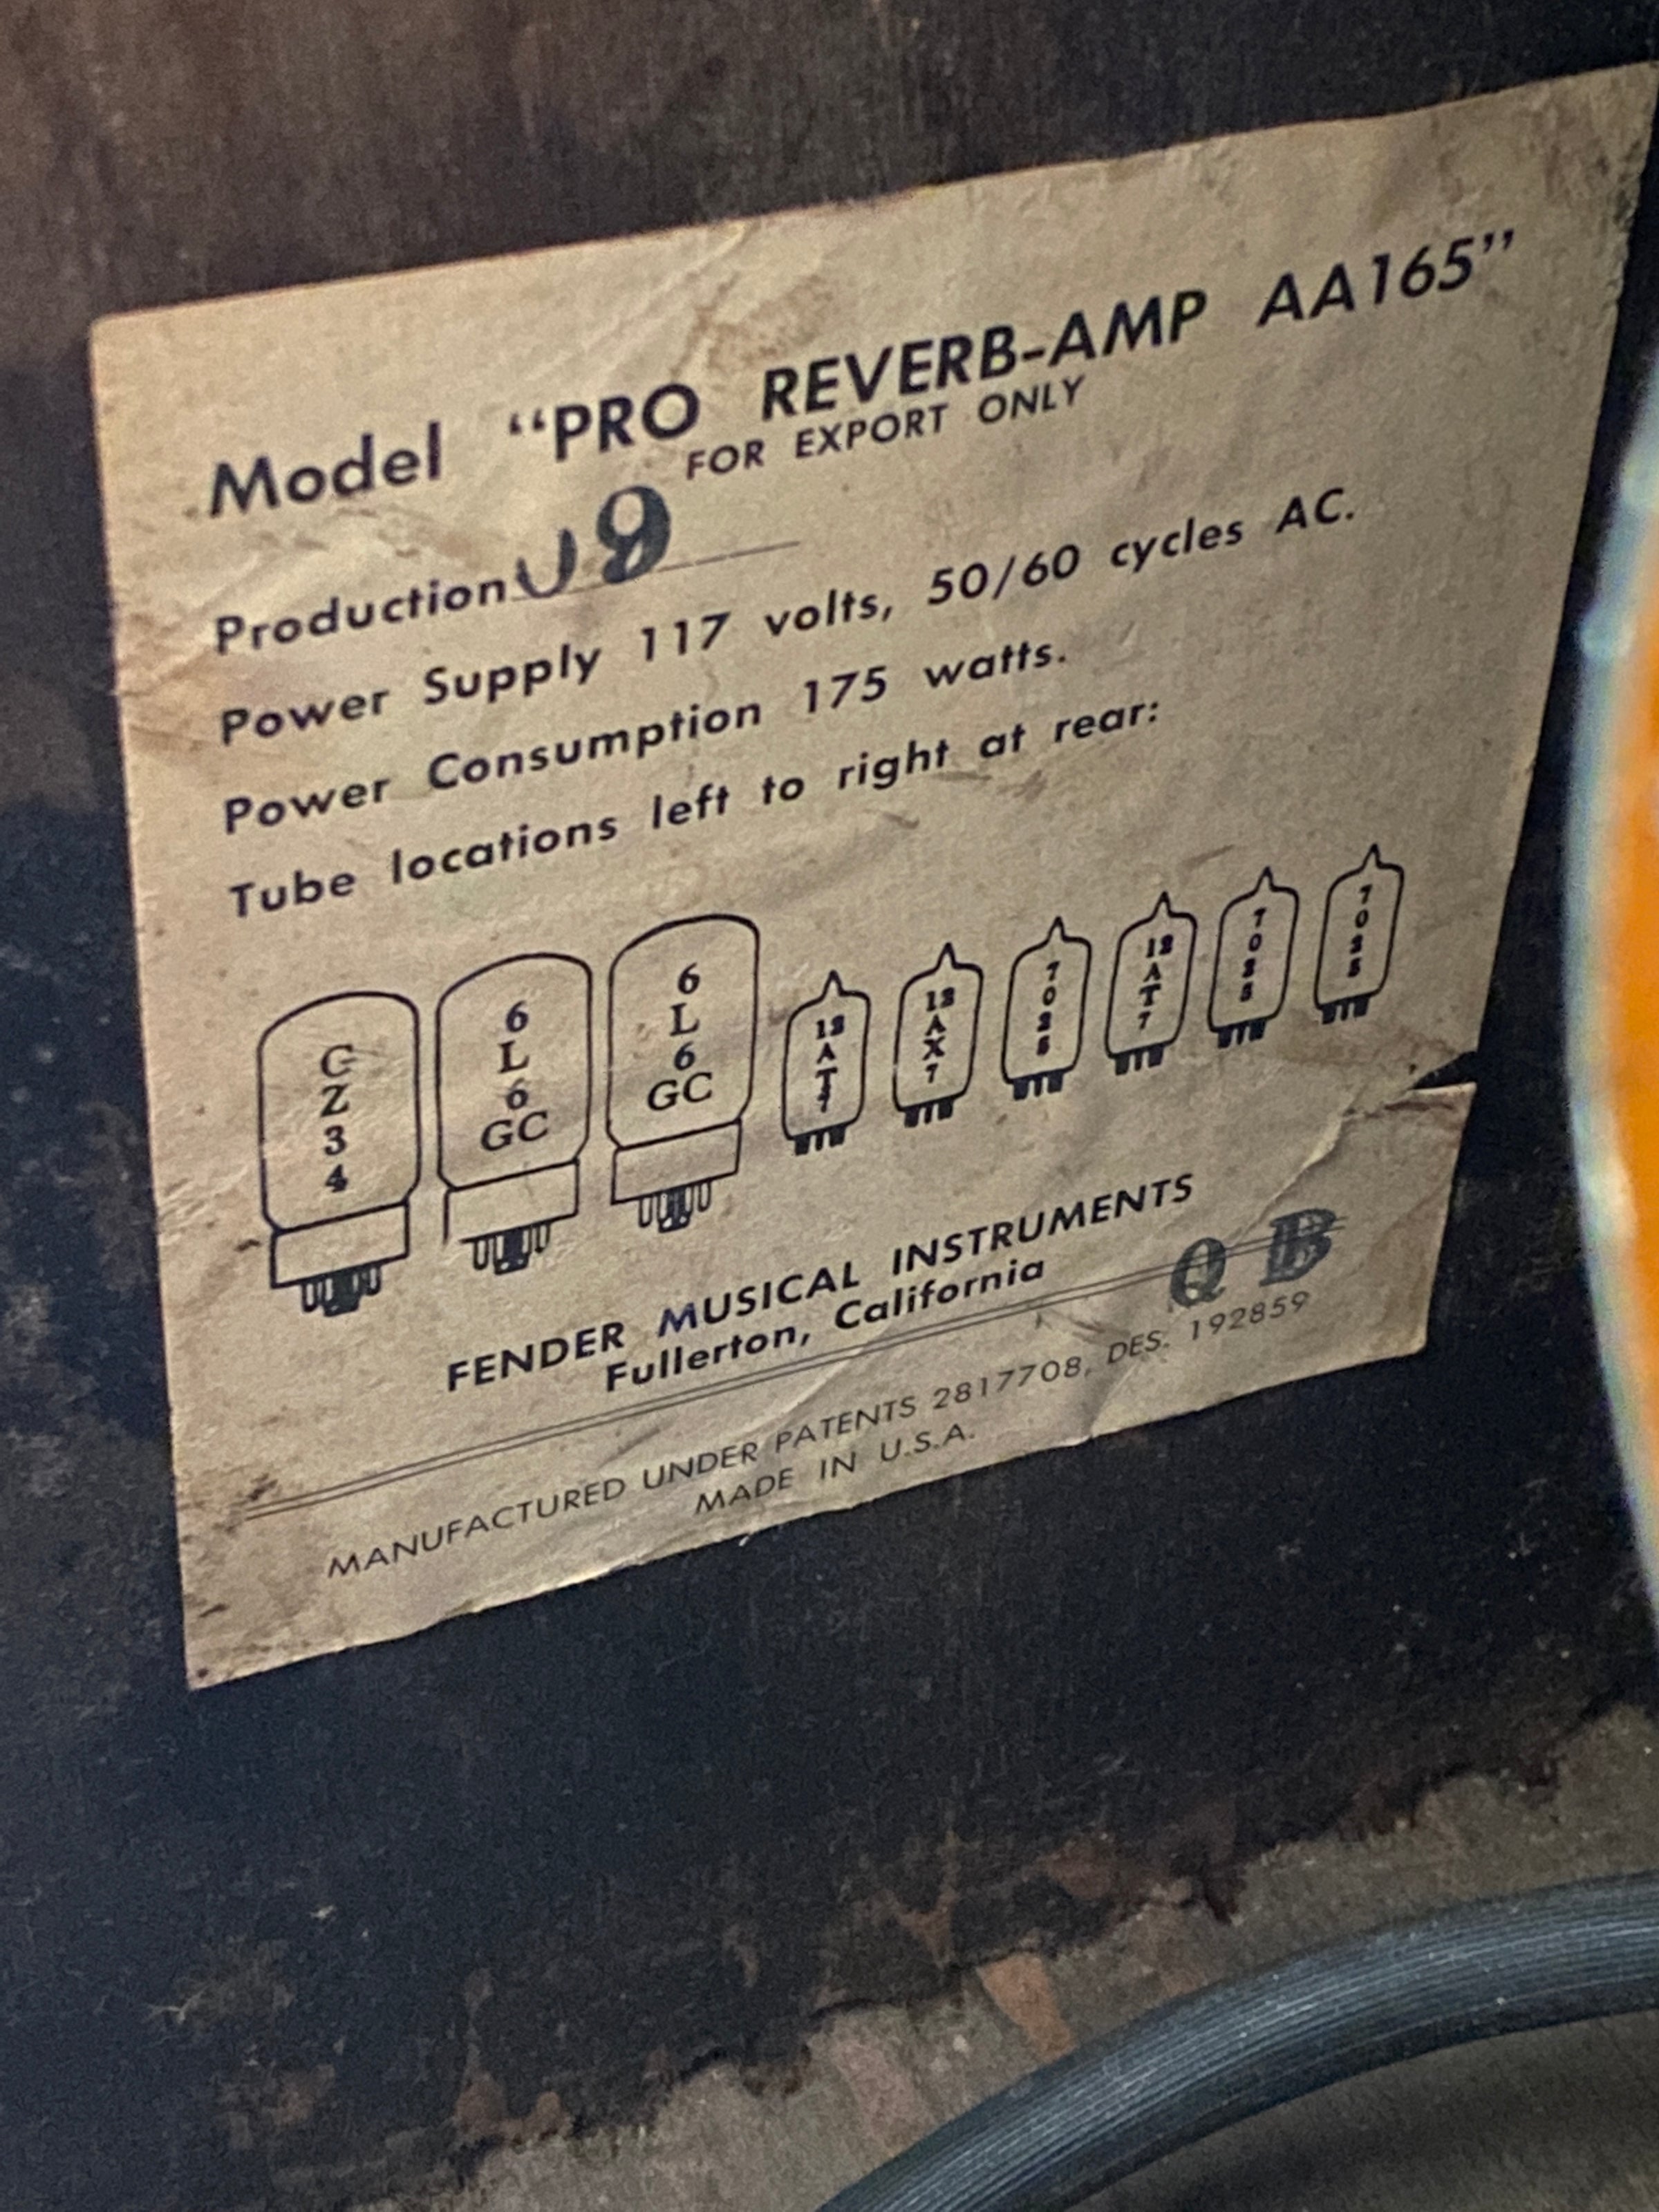 Model “PRO REVERB-AMP AA165”
FOR EXPORT ONLY
Production 9
Power Supply 117 volts, 50/60 cycles AC.
Power Consumption 175 watts.
Tube locations left to right at rear:
GZ34 6L6GC 6L6GC 12AT7 12AX7 7025 12AT7 7025 7025
FENDER MUSICAL INSTRUMENTS
Fullerton, California
Q B
MANUFACTURED UNDER PATENTS 2817708, DES. 192859
MADE IN U.S.A.